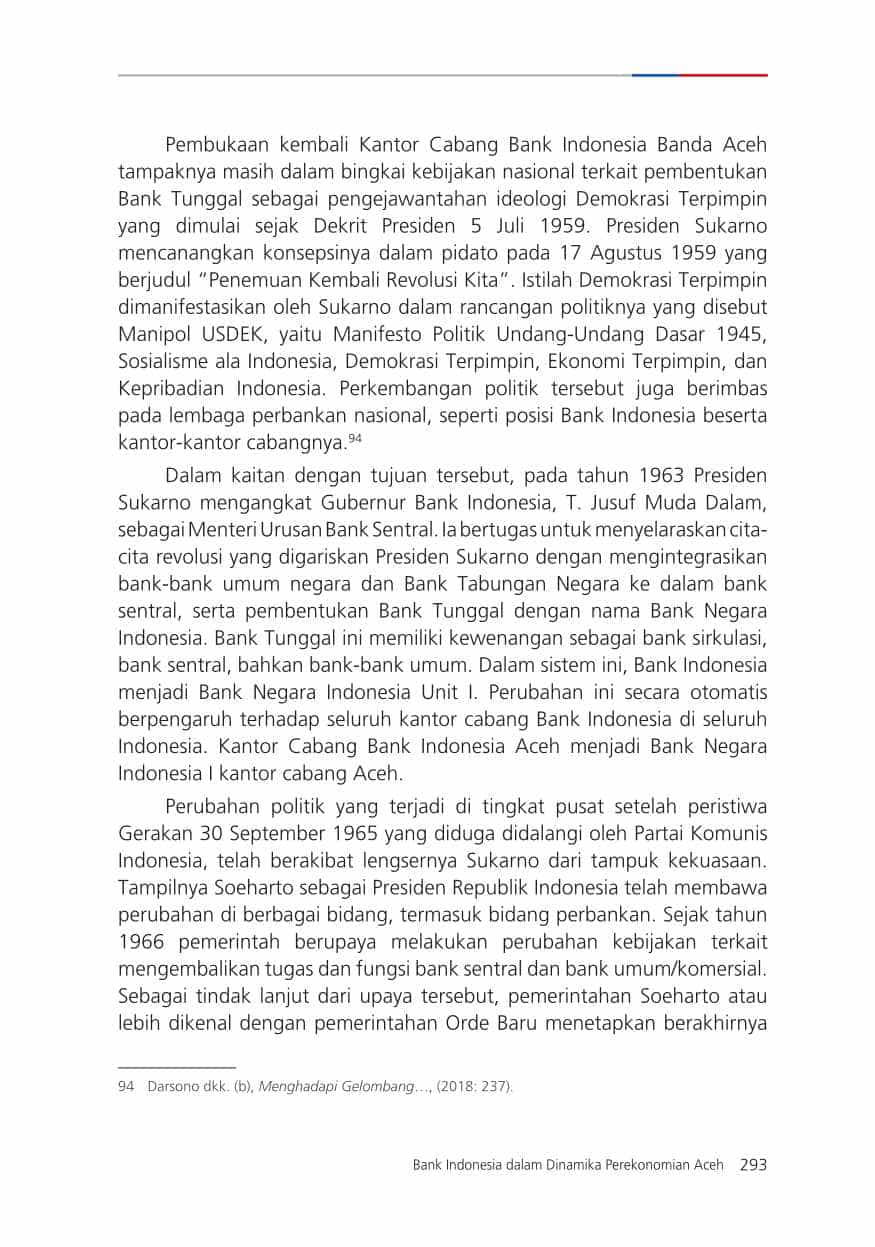 Pembukaan kembali Kantor Cabang Bank Indonesia Banda Aceh
tampaknya masih dalam bingkai kebijakan nasional terkait pembentukan
Bank Tunggal sebagai pengejawantahan ideologi Demokrasi Terpimpin
yang dimulai sejak Dekrit Presiden 5 Juli 1959. Presiden Sukarno
mencanangkan konsepsinya dalam pidato pada 17 Agustus 1959 yang
berjudul “Penemuan Kembali Revolusi Kita”. Istilah Demokrasi Terpimpin
dimanifestasikan oleh Sukarno dalam rancangan politiknya yang disebut
Manipol USDEK, yaitu Manifesto Politik Undang-Undang Dasar 1945,
Sosialisme ala Indonesia, Demokrasi Terpimpin, Ekonomi Terpimpin, dan
Kepribadian Indonesia. Perkembangan politik tersebut juga berimbas
pada lembaga perbankan nasional, seperti posisi Bank Indonesia beserta
kantor-kantor cabangnya.94
Dalam kaitan dengan tujuan tersebut, pada tahun 1963 Presiden
Sukarno mengangkat Gubernur Bank Indonesia, T. Jusuf Muda Dalam,
sebagai Menteri Urusan Bank Sentral. Ia bertugas untuk menyelaraskan cita-
cita revolusi yang digariskan Presiden Sukarno dengan mengintegrasikan
bank-bank umum negara dan Bank Tabungan Negara ke dalam bank
sentral, serta pembentukan Bank Tunggal dengan nama Bank Negara
Indonesia. Bank Tunggal ini memiliki kewenangan sebagai bank sirkulasi,
bank sentral, bahkan bank-bank umum. Dalam sistem ini, Bank Indonesia
menjadi Bank Negara Indonesia Unit I. Perubahan ini secara otomatis
berpengaruh terhadap seluruh kantor cabang Bank Indonesia di seluruh
Indonesia. Kantor Cabang Bank Indonesia Aceh menjadi Bank Negara
Indonesia I kantor cabang Aceh.
Perubahan politik yang terjadi di tingkat pusat setelah peristiwa
Gerakan 30 September 1965 yang diduga didalangi oleh Partai Komunis
Indonesia, telah berakibat lengsernya Sukarno dari tampuk kekuasaan.
Tampilnya Soeharto sebagai Presiden Republik Indonesia telah membawa
perubahan di berbagai bidang, termasuk bidang perbankan. Sejak tahun
1966 pemerintah berupaya melakukan perubahan kebijakan terkait
mengembalikan tugas dan fungsi bank sentral dan bank umum/komersial.
Sebagai tindak lanjut dari upaya tersebut, pemerintahan Soeharto atau
lebih dikenal dengan pemerintahan Orde Baru menetapkan berakhirnya
94 Darsono dkk. (b), Menghadapi Gelombang…, (2018: 237).
Bank Indonesia dalam Dinamika Perekonomian Aceh 293